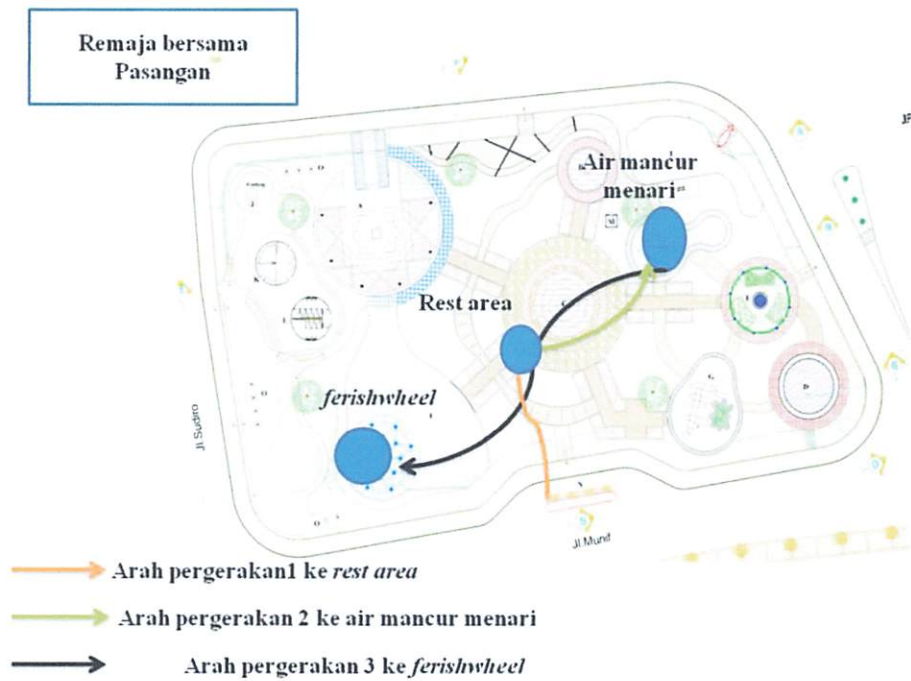 Remaja bersama
Pasangan
Air mancur
menari
Rest area
ferishwheel
Jl.Sudiro
Jl.Munif
Arah pergerakan1 ke rest area
Arah pergerakan 2 ke air mancur menari
Arah pergerakan 3 ke ferishwheel